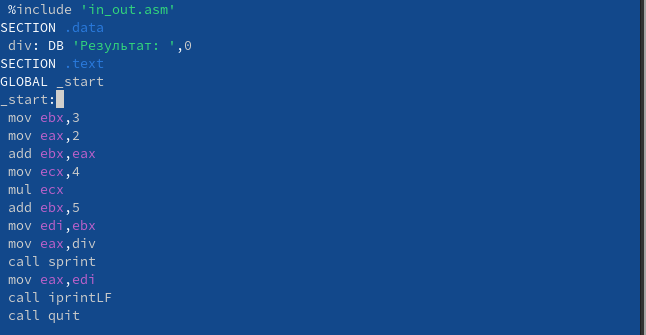 %include 'in_out.asm'
SECTION .data
div: DB 'Результат: ',0
SECTION .text
GLOBAL _start
_start:
mov ebx,3
mov eax,2
add ebx,eax
mov ecx,4
mul ecx
add ebx,5
mov edi,ebx
mov eax,div
call sprint
mov eax,edi
call iprintLF
call quit